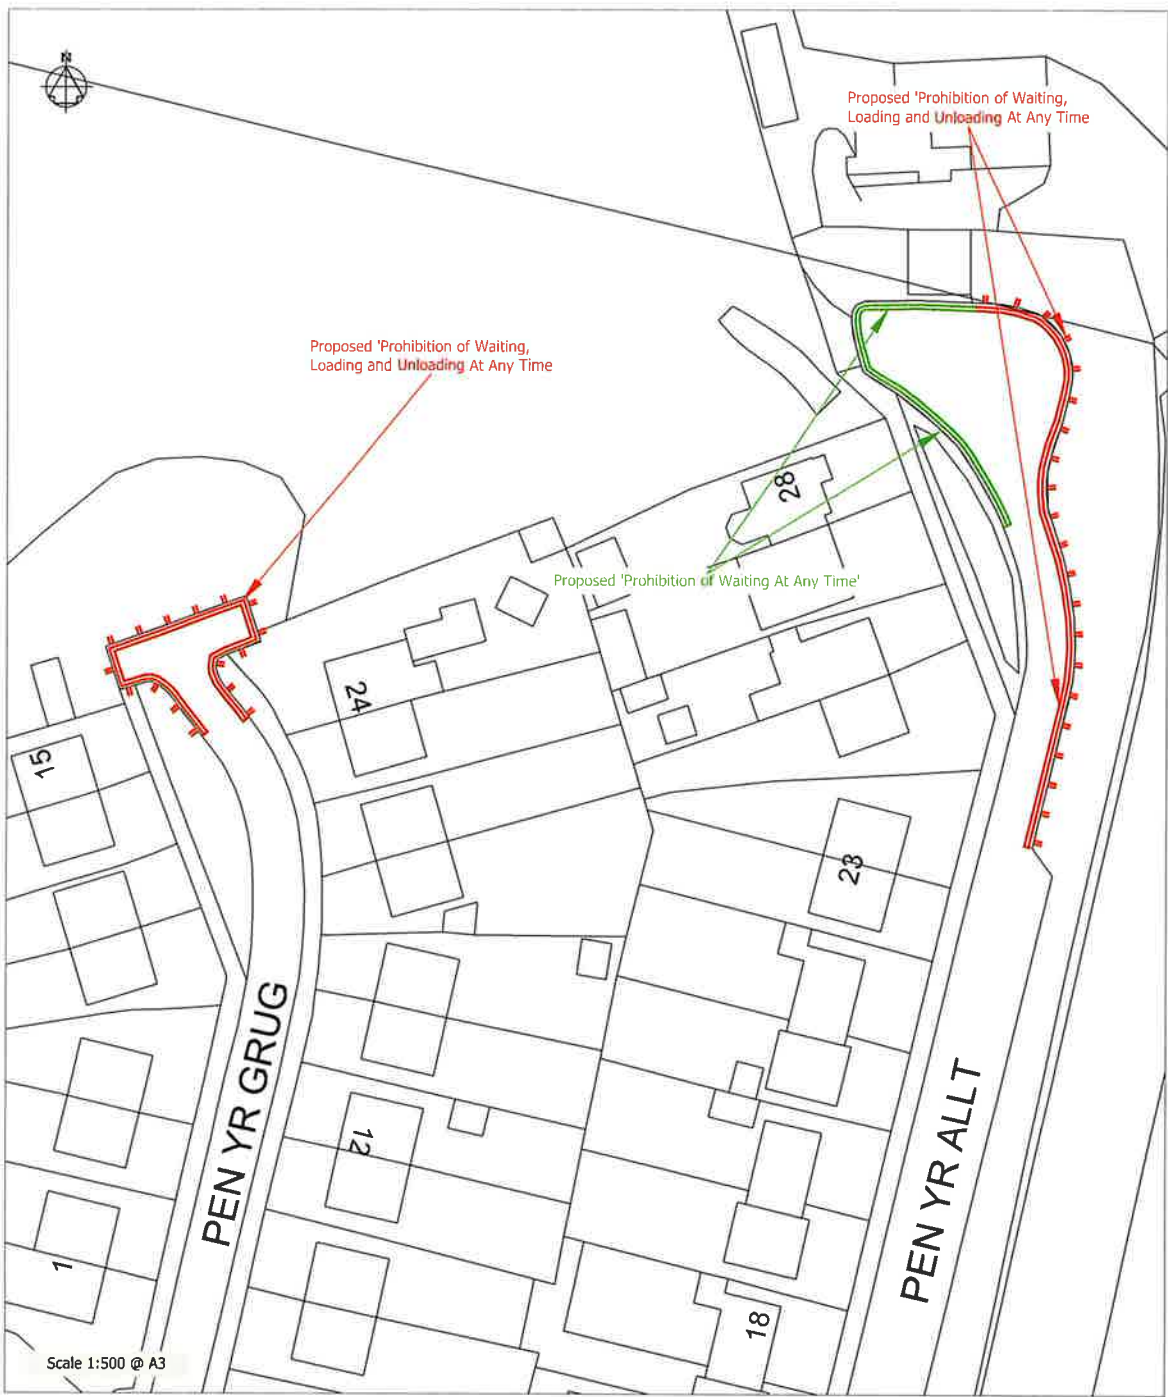 N
Proposed 'Prohibition of Waiting,
Loading and Unloading At Any Time
Proposed 'Prohibition of Waiting,
Loading and Unloading At Any Time
28
Proposed 'Prohibition of Waiting At Any Time'
24
15
23
PEN YR GRUG
PEN YR ALLT
12
1
18
Scale 1:500 @ A3